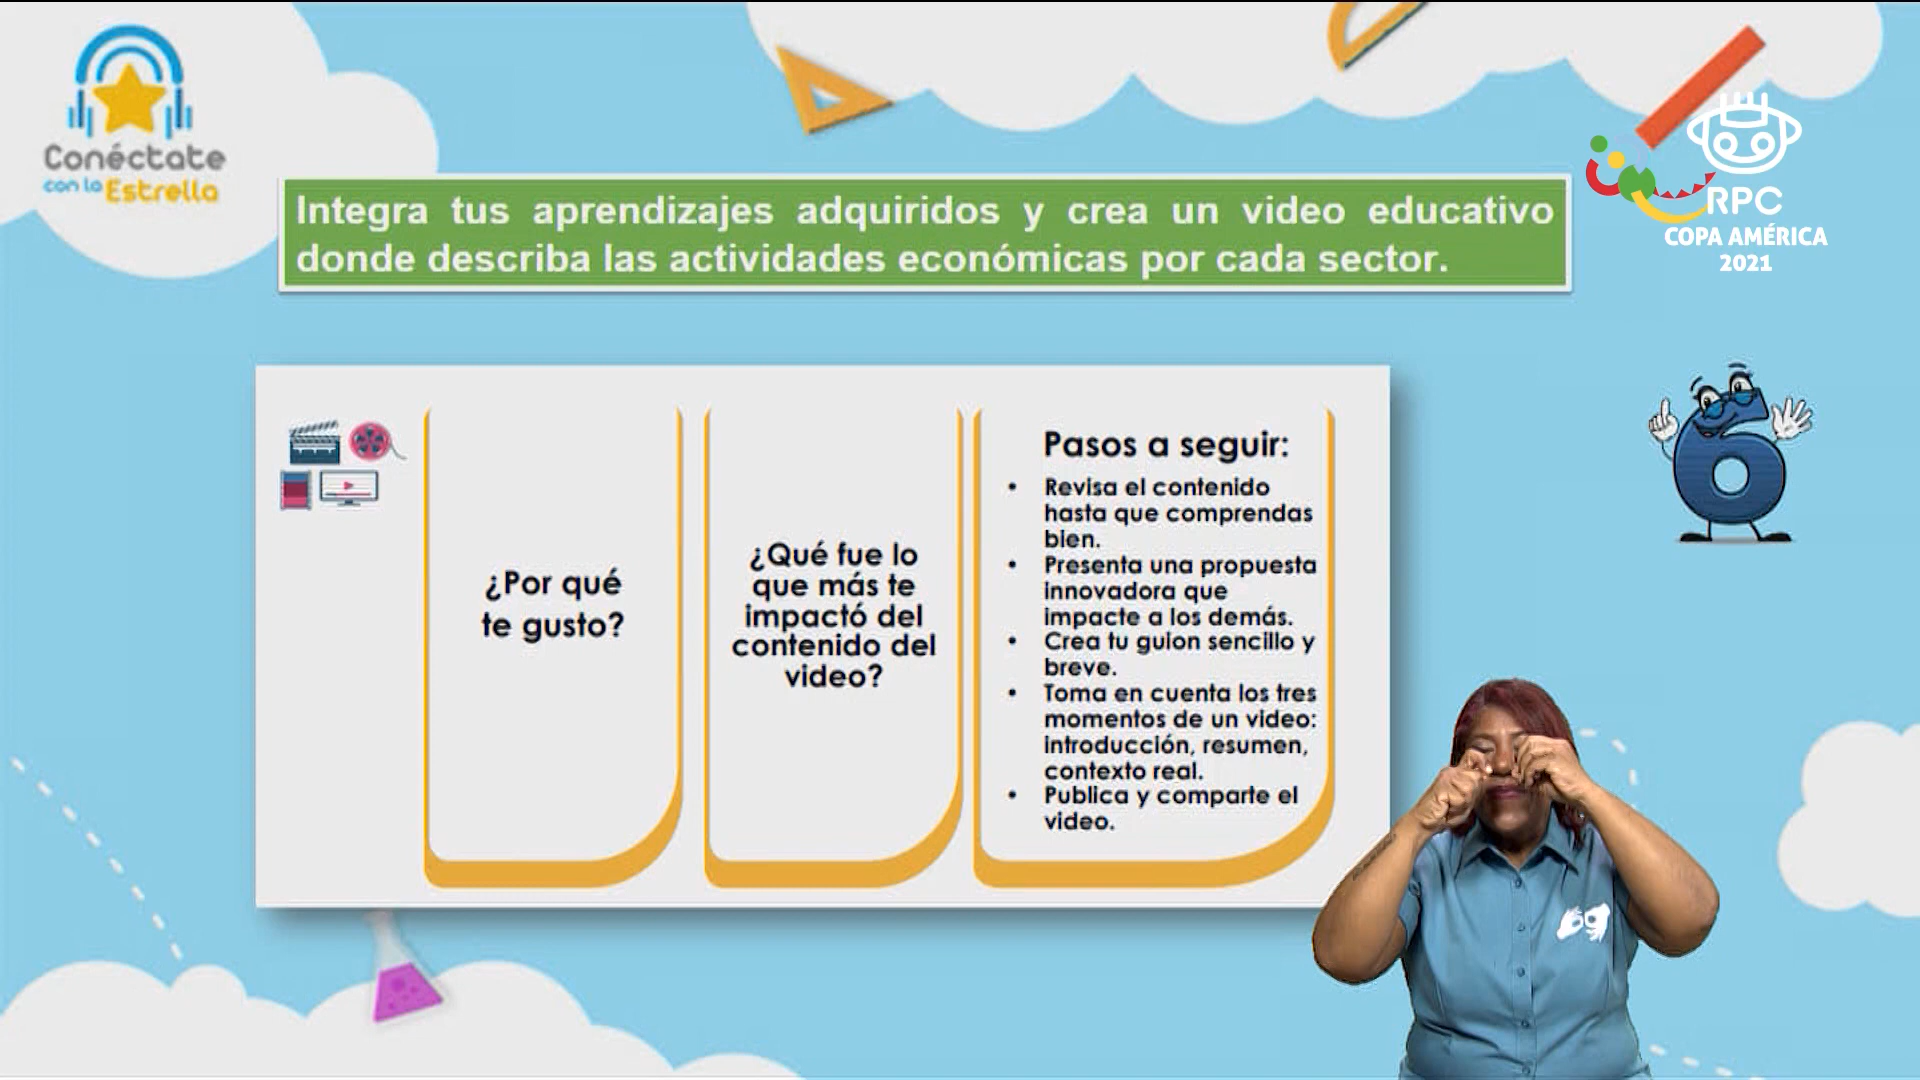 Conéctate
con la Estrella
Integra tus aprendizajes adquiridos y crea un video educativo
donde describa las actividades económicas por cada sector.
RPC
COPA AMÉRICA
2021
¿Por qué
te gusto?
¿Qué fue lo
que más te
impactó del
contenido del
video?
Pasos a seguir:
• Revisa el contenido
hasta que comprendas
bien.
• Presenta una propuesta
innovadora que
impacte a los demás.
• Crea tu guion sencillo y
breve.
• Toma en cuenta los tres
momentos de un video:
introducción, resumen,
contexto real.
• Publica y comparte el
video.
6